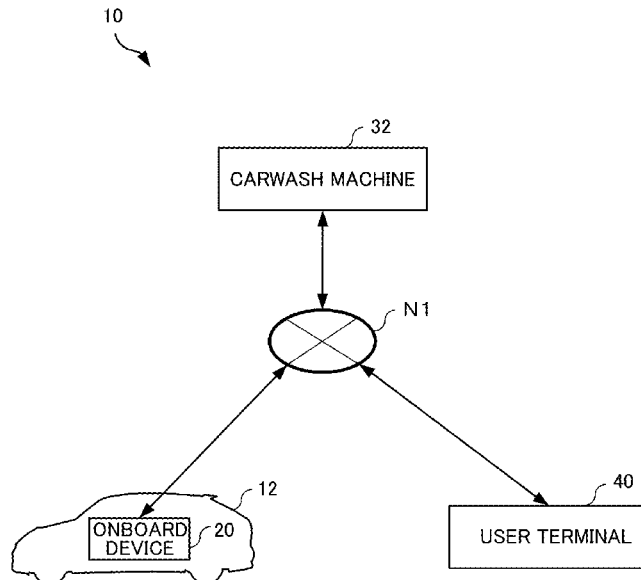 10
32
CARWASH MACHINE
N1
12
ONBOARD
DEVICE
20
40
USER TERMINAL